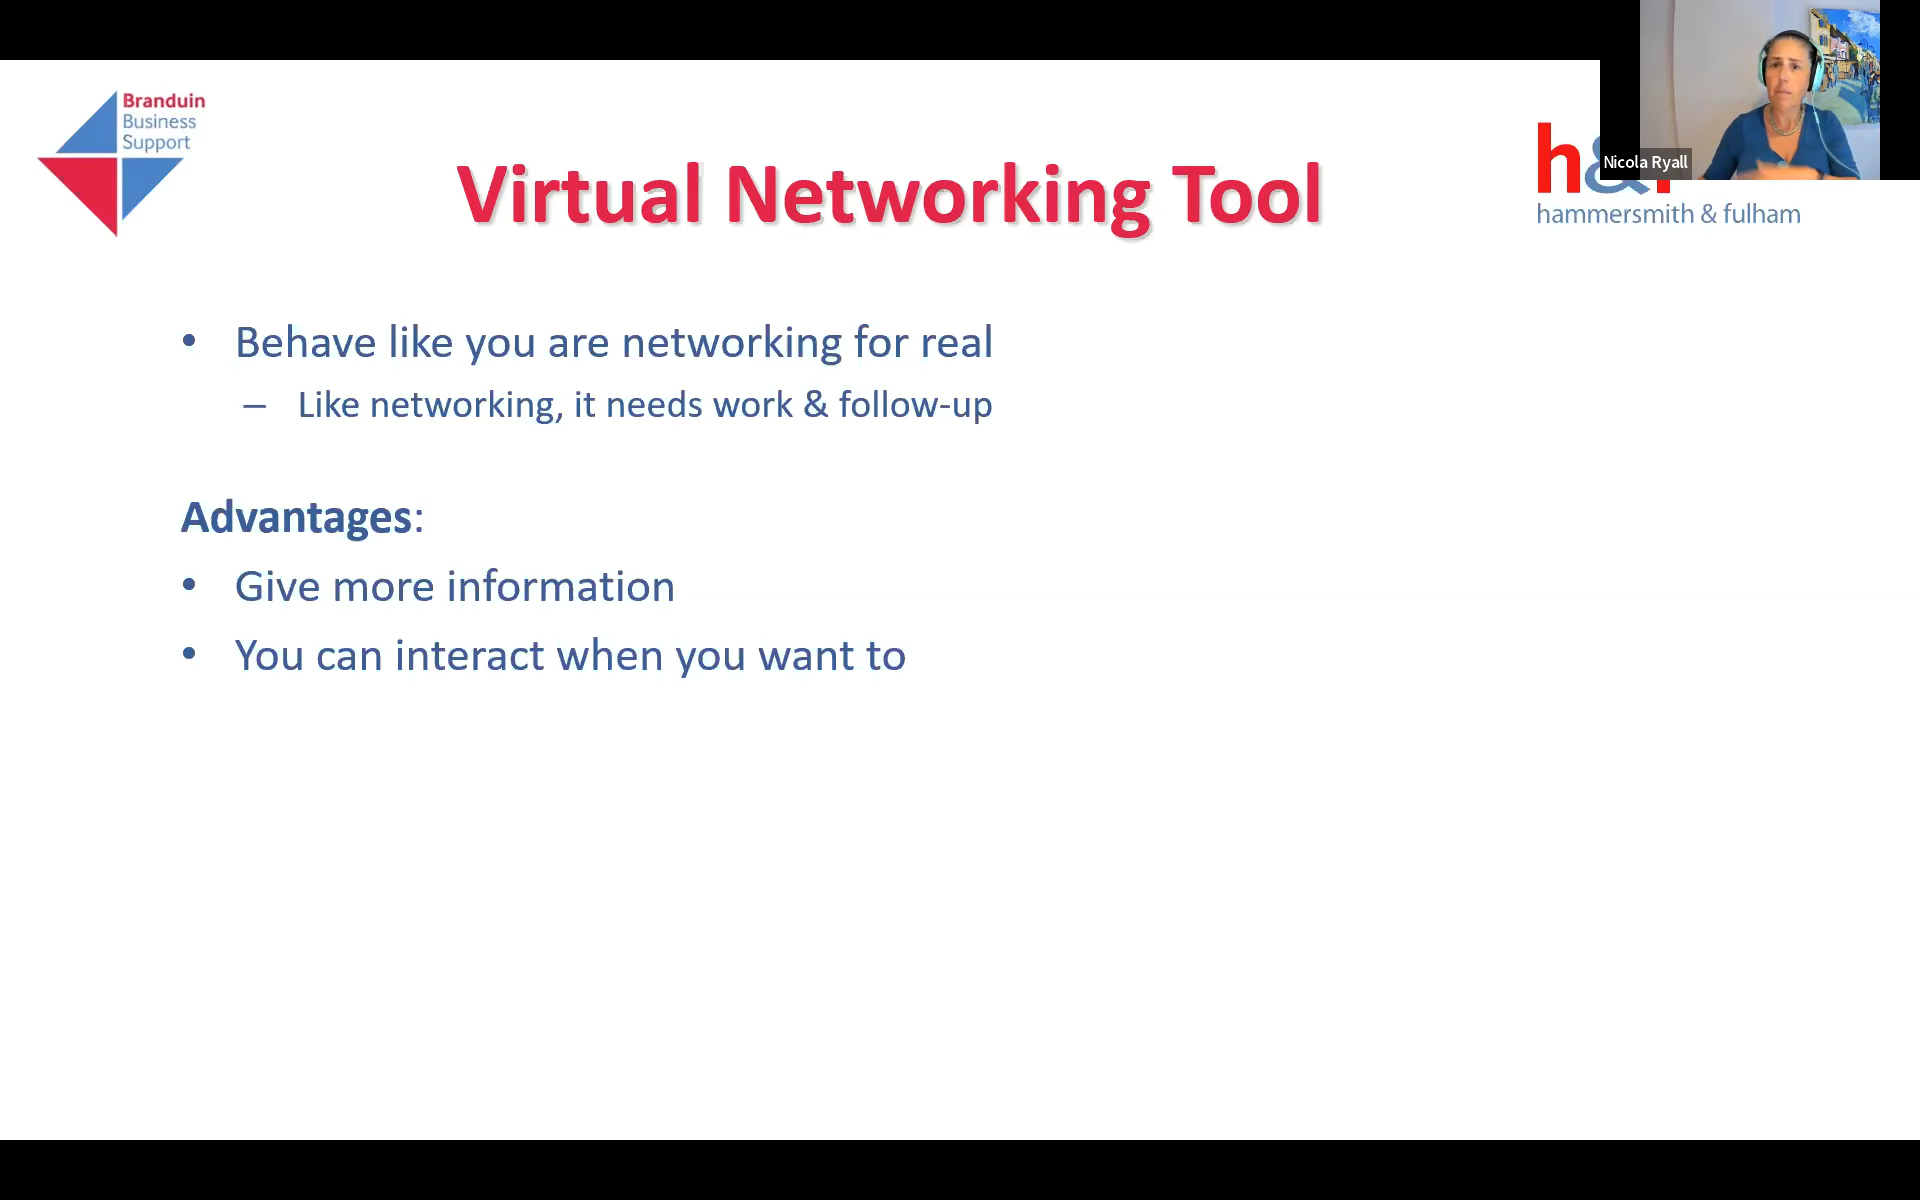 Branduin
Business
Support
Virtual Networking Tool
h&
hammersmith & fulham
Nicola Ryall
• Behave like you are networking for real
– Like networking, it needs work & follow-up
Advantages:
• Give more information
• You can interact when you want to